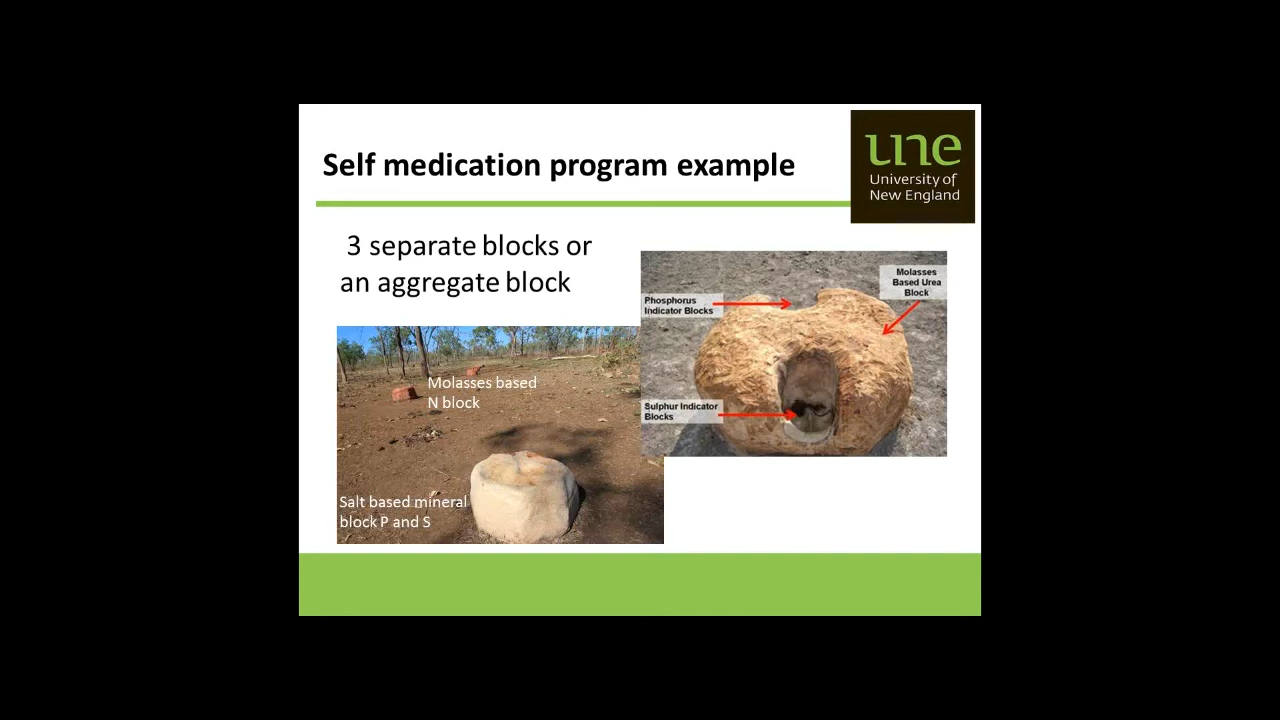 Self medication program example
une
University of
New England
3 separate blocks or
an aggregate block
Molasses based
N block
Salt based mineral
block P and S
Phosphorus
Indicator Blocks
Molasses
Based Urea
Block
Sulphur Indicator
Blocks